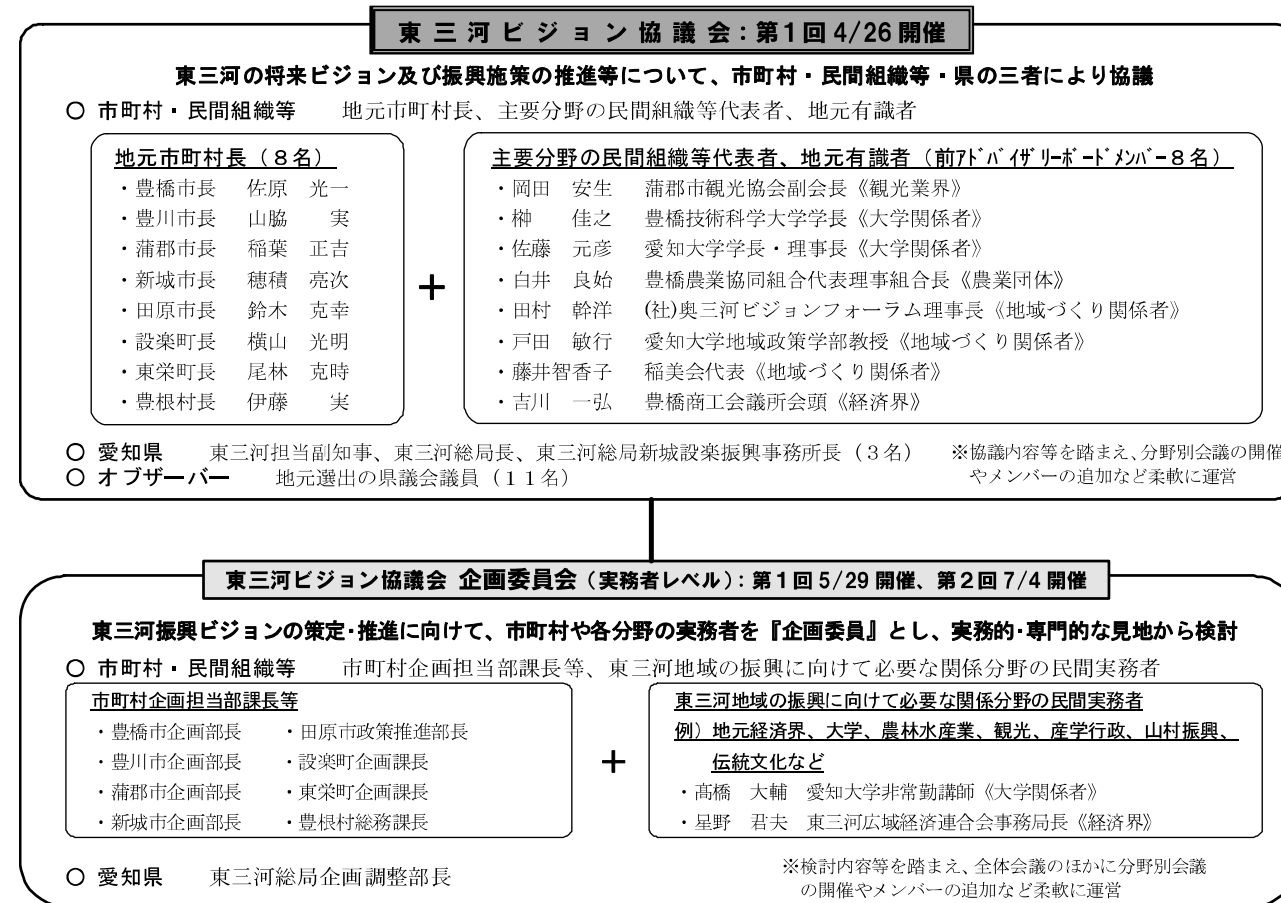 東三河ビジョン協議会:第1回 4/26 開催
東三河の将来ビジョン及び振興施策の推進等について、市町村・民間組織等・県の三者により協議
○ 市町村・民間組織等 地元市町村長、主要分野の民間組織等代表者、地元有識者
地元市町村長(8名)
・豊橋市長 佐原 光一
・豊川市長 山脇 実
・蒲郡市長 稲葉 正吉
・新城市長 穂積 亮次
・田原市長 鈴木 克幸
・設楽町長 横山 光明
・東栄町長 尾林 克時
・豊根村長 伊藤 実
+
主要分野の民間組織等代表者、地元有識者(前アドバイザリーボードメンバー8名)
・岡田 安生 蒲郡市観光協会副会長《観光業界》
・榊 佳之 豊橋技術科学大学学長《大学関係者》
・佐藤 元彦 愛知大学学長・理事長《大学関係者》
・白井 良始 豊橋農業協同組合代表理事組合長《農業団体》
・田村 幹洋 (社)奥三河ビジョンフォーラム理事長《地域づくり関係者》
・戸田 敏行 愛知大学地域政策学部教授《地域づくり関係者》
・藤井智香子 稲美会代表《地域づくり関係者》
・吉川 一弘 豊橋商工会議所会頭《経済界》
○ 愛知県 東三河担当副知事、東三河総局長、東三河総局新城設楽振興事務所長(3名)
○ オブザーバー 地元選出の県議会議員(11名)
※協議内容等を踏まえ、分野別会議の開催
やメンバーの追加など柔軟に運営
東三河ビジョン協議会 企画委員会(実務者レベル):第1回 5/29 開催、第2回 7/4 開催
東三河振興ビジョンの策定・推進に向けて、市町村や各分野の実務者を『企画委員』とし、実務的・専門的な見地から検討
○ 市町村・民間組織等 市町村企画担当部課長等、東三河地域の振興に向けて必要な関係分野の民間実務者
市町村企画担当部課長等
・豊橋市企画部長 ・田原市政策推進部長
・豊川市企画部長 ・設楽町企画課長
・蒲郡市企画部長 ・東栄町企画課長
・新城市企画部長 ・豊根村総務課長
+
東三河地域の振興に向けて必要な関係分野の民間実務者
例)地元経済界、大学、農林水産業、観光、産学行政、山村振興、
伝統文化など
・髙橋 大輔 愛知大学非常勤講師《大学関係者》
・星野 君夫 東三河広域経済連合会事務局長《経済界》
○ 愛知県 東三河総局企画調整部長
※検討内容等を踏まえ、全体会議のほかに分野別会議
の開催やメンバーの追加など柔軟に運営